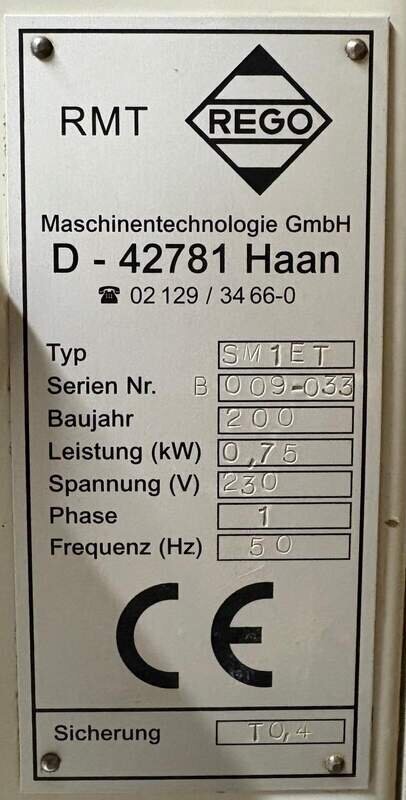 RMT REGO
Maschinentechnologie GmbH
D - 42781 Haan
☎ 02 129 / 34 66-0
Typ SM1ET
Serien Nr. B 009-033
Baujahr 200
Leistung (kW) 0,75
Spannung (V) 230
Phase 1
Frequenz (Hz) 50
CE
Sicherung T0,4